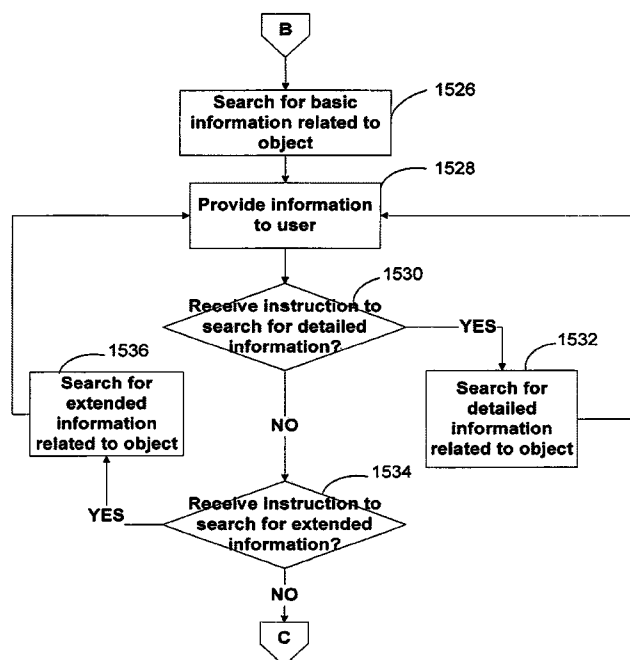 B
Search for basic
information related to
object
1526
Provide information
to user
1528
Receive instruction to
search for detailed
information?
1530
YES
Search for
detailed
information
related to object
1532
NO
Receive instruction to
search for extended
information?
1534
YES
Search for
extended
information
related to object
1536
NO
C